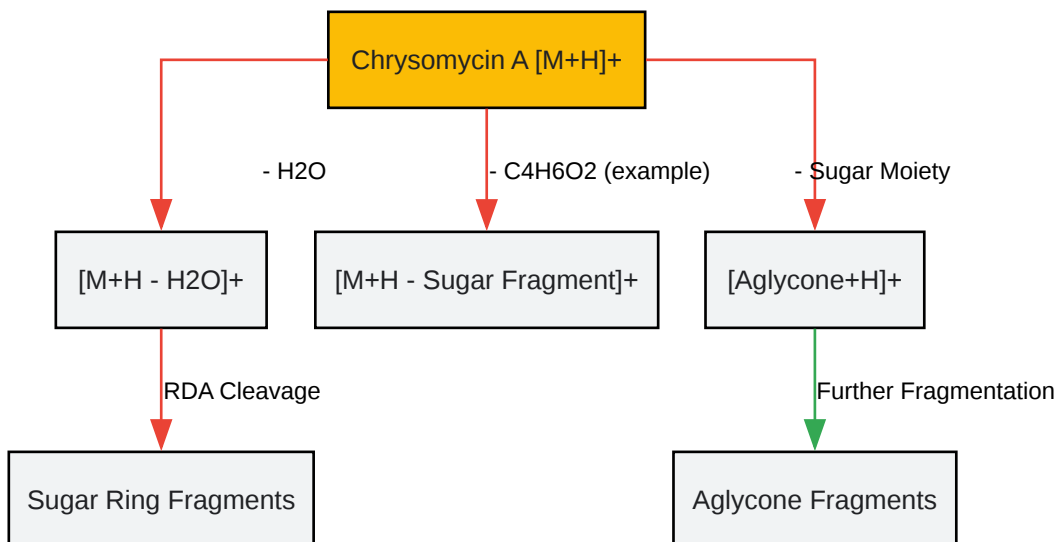 Chrysomycin A [M+H]+
- H2O
- C4H6O2 (example)
- Sugar Moiety
[M+H - H2O]+
[M+H - Sugar Fragment]+
[Aglycone+H]+
RDA Cleavage
Further Fragmentation
Sugar Ring Fragments
Aglycone Fragments